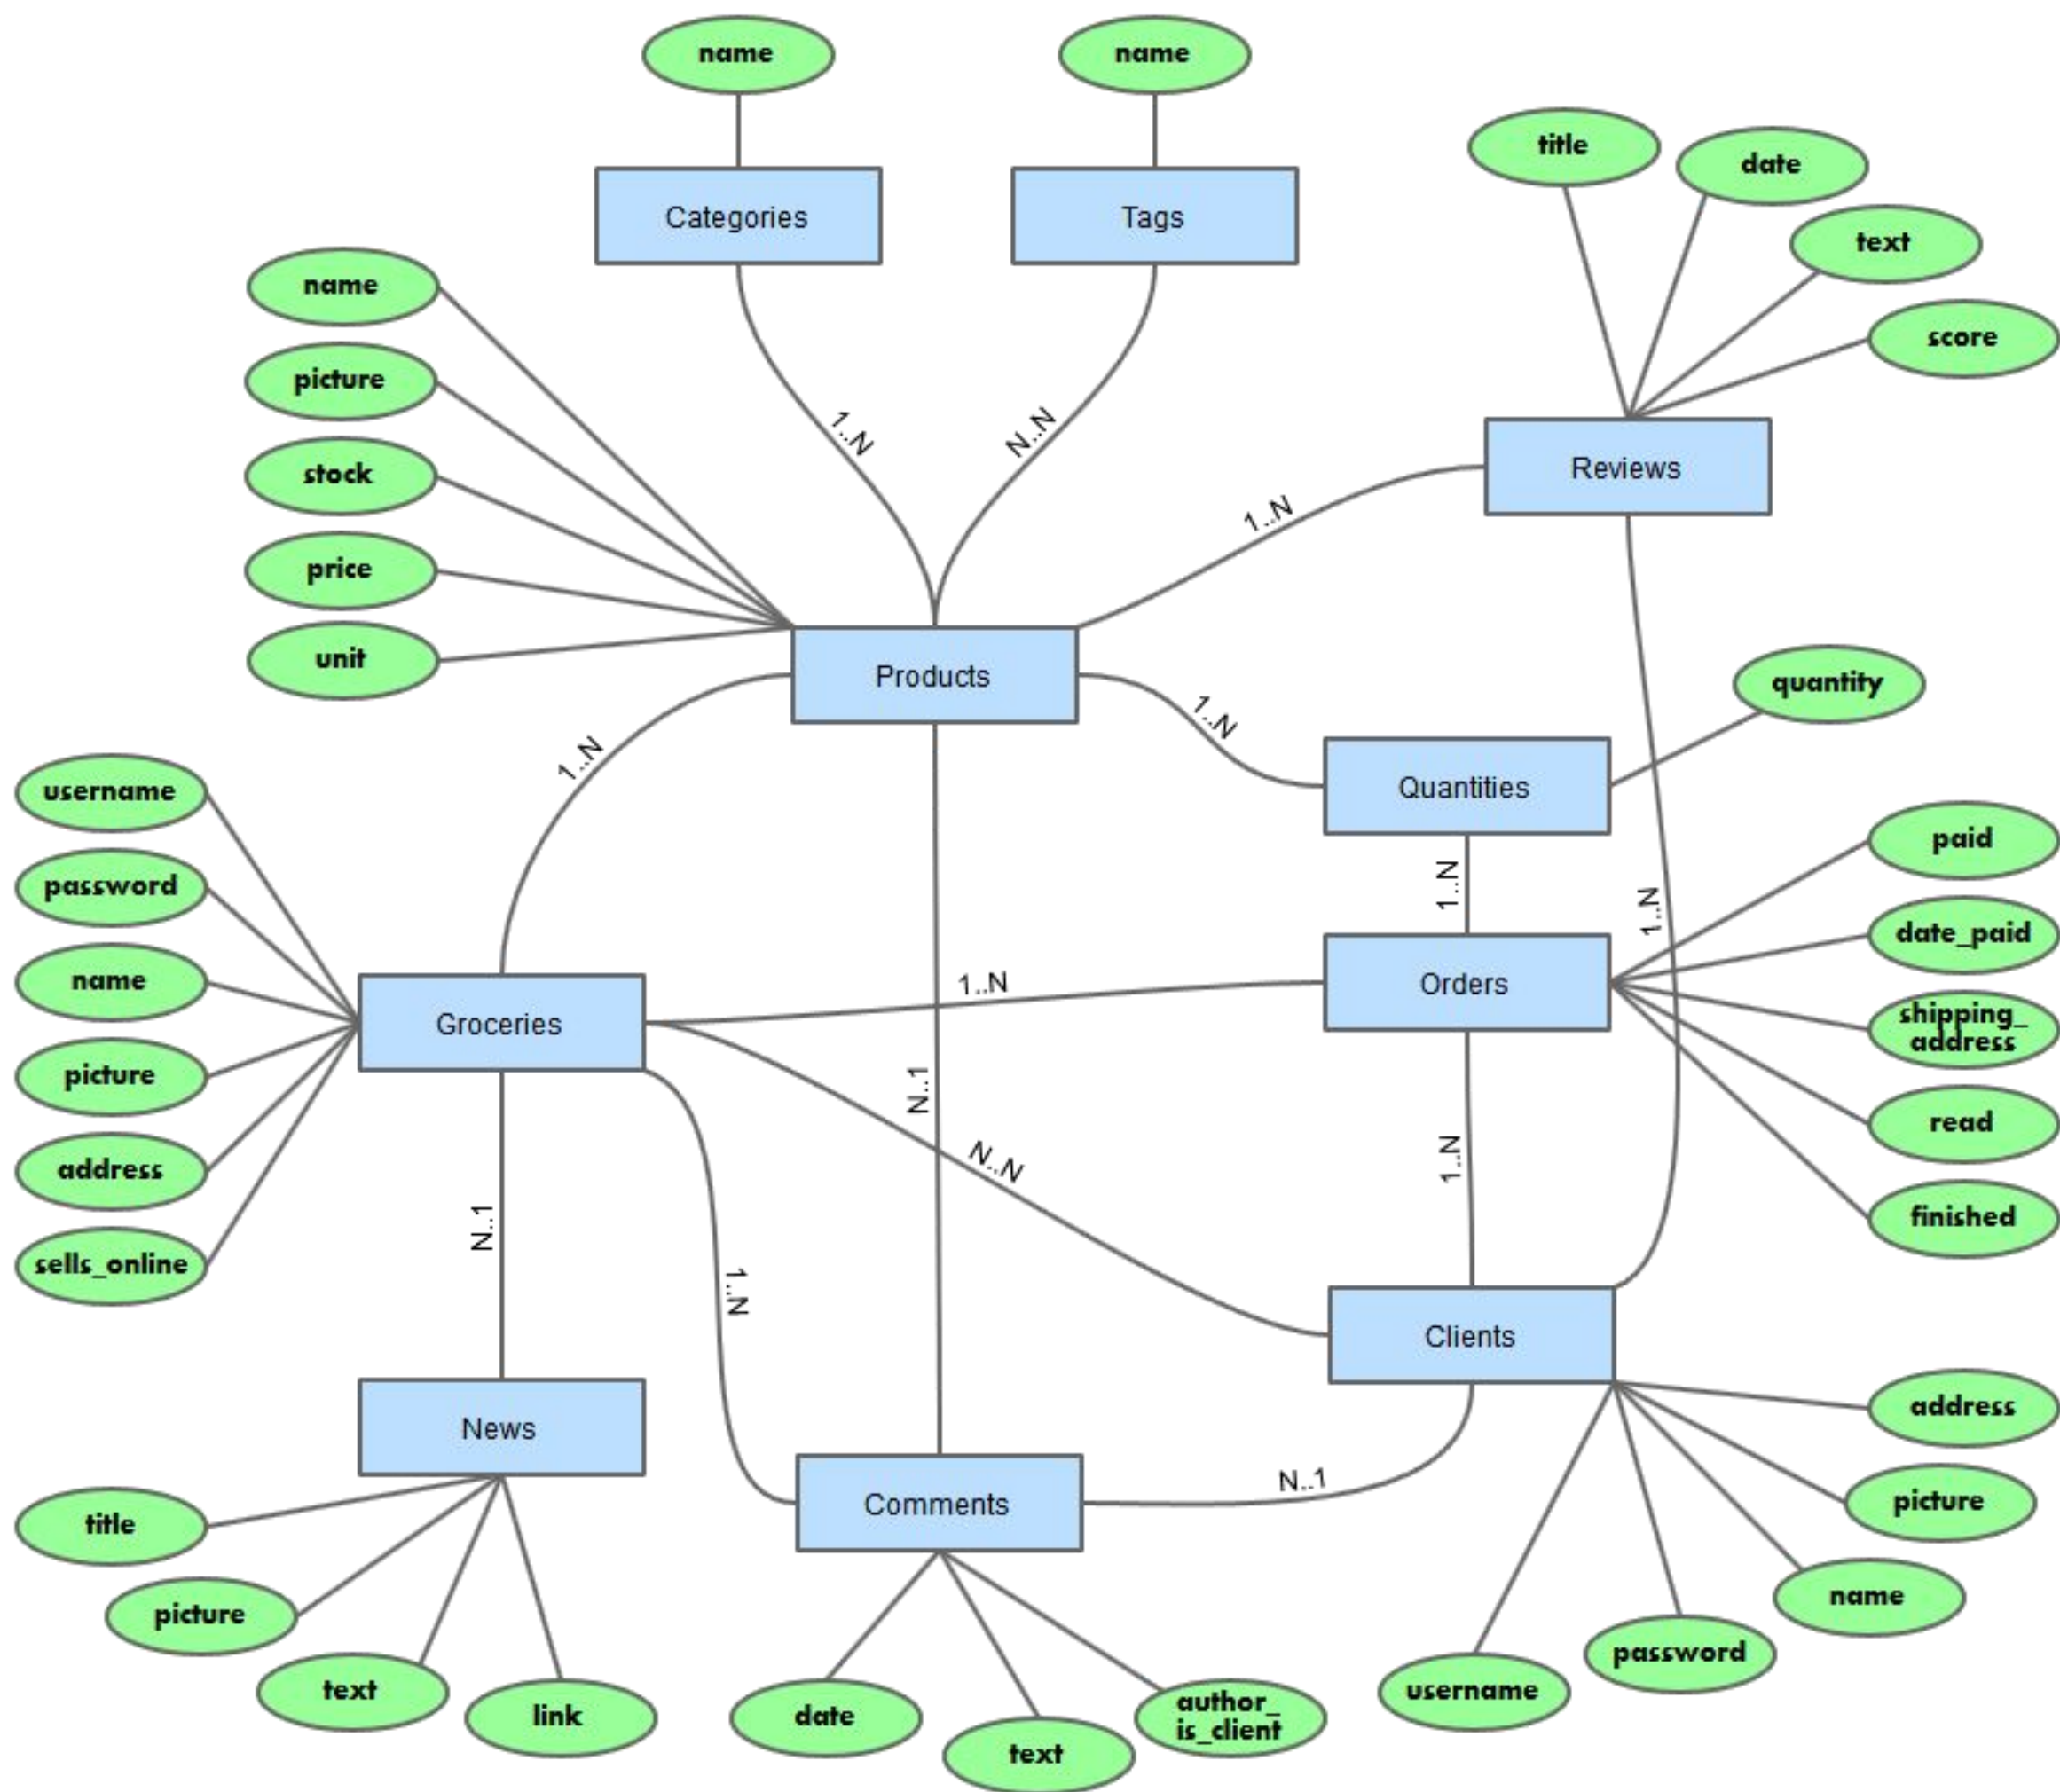 name
name
title
date
Categories
Tags
text
name
score
picture
1..N
N..N
stock
Reviews
1..N
price
unit
Products
quantity
1..N
1..N
username
Quantities
paid
password
1..N
1..N
date_paid
name
1..N
Orders
Groceries
shipping_
address
picture
N..1
read
address
N..N
1..N
N..1
finished
sells_online
1..N
Clients
address
News
N..1
picture
Comments
title
name
picture
password
text
link
date
author_
is_client
username
text